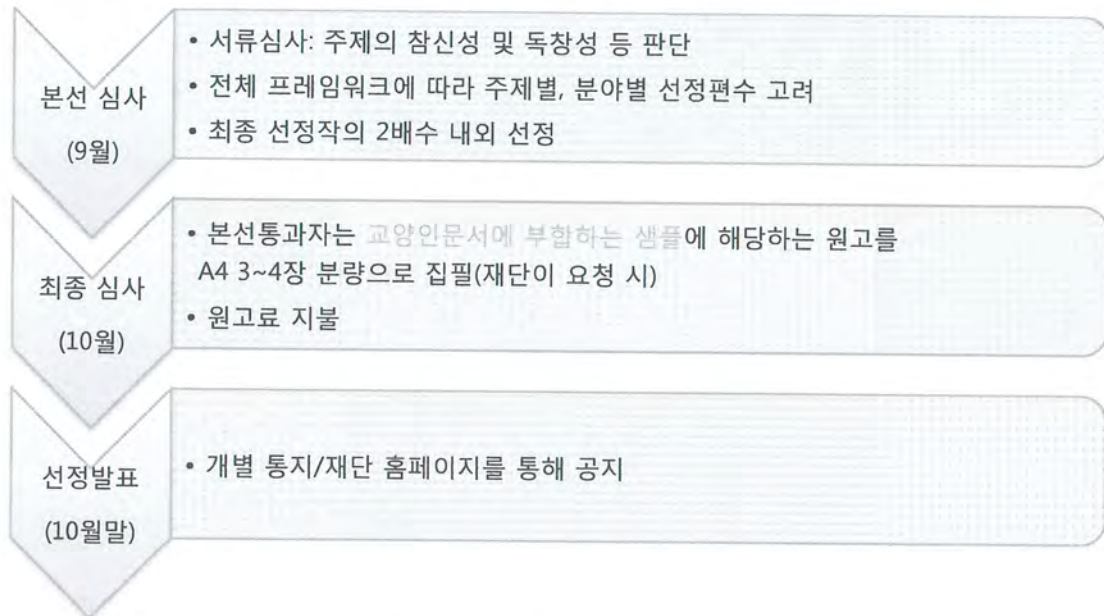 본선 심사
(9월)
• 서류심사: 주제의 참신성 및 독창성 등 판단
• 전체 프레임워크에 따라 주제별, 분야별 선정편수 고려
• 최종 선정작의 2배수 내외 선정
최종 심사
(10월)
• 본선통과자는 교양인문서에 부합하는 샘플에 해당하는 원고를
A4 3~4장 분량으로 집필(재단이 요청 시)
• 원고료 지불
선정발표
(10월말)
• 개별 통지/재단 홈페이지를 통해 공지